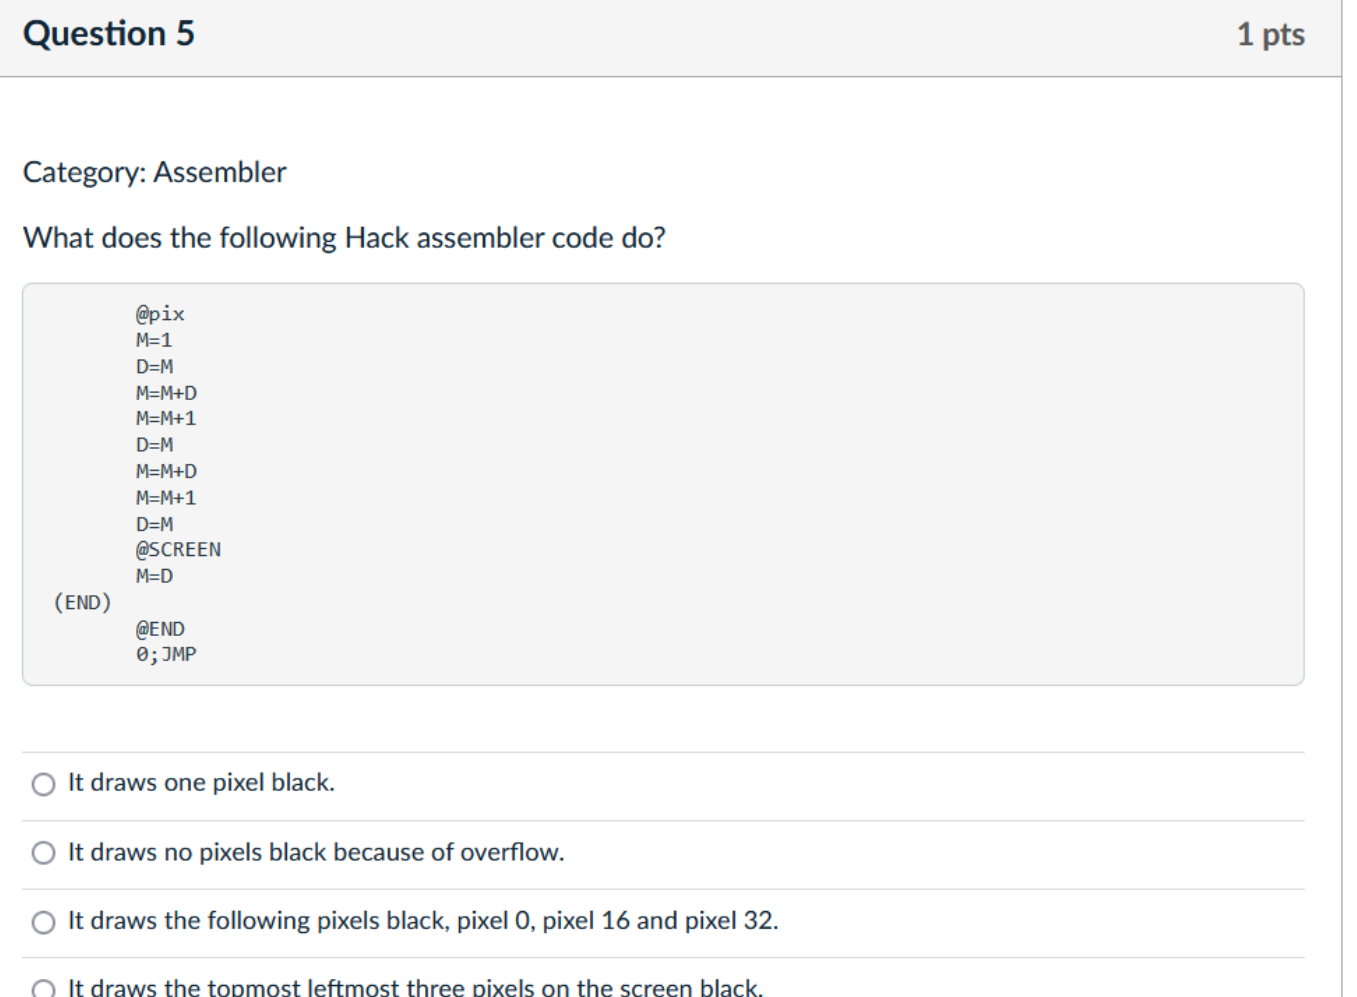 Question 5
1 pts
Category: Assembler
What does the following Hack assembler code do?
@pix
M=1
D=M
M=M+D
M=M+1
D=M
M=M+D
M=M+1
D=M
@SCREEN
M=D
(END)
@END
0;JMP
It draws one pixel black.
It draws no pixels black because of overflow.
It draws the following pixels black, pixel 0, pixel 16 and pixel 32.
It draws the topmost leftmost three pixels on the screen black.